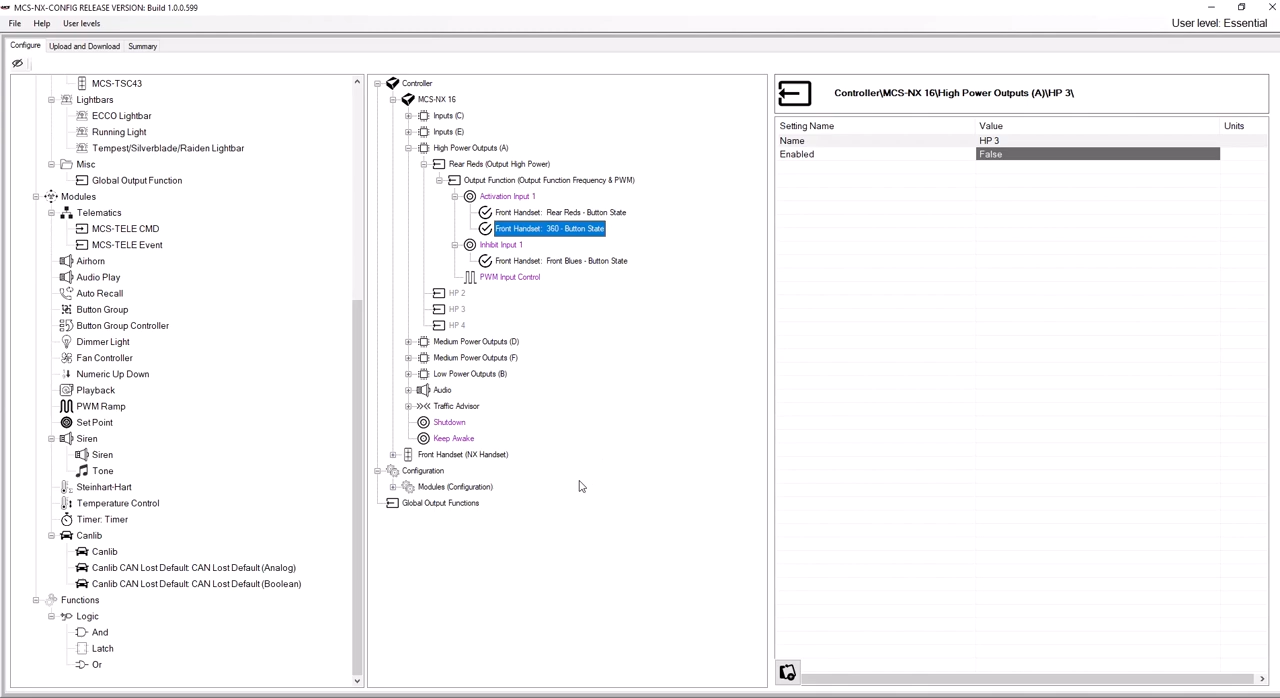 MCS-NX-CONFIG RELEASE VERSION: Build 1.0.0.599
File Help User levels
User level: Essential
Configure Upload and Download Summary
MCS-TSC43
Lightbars
ECCO Lightbar
Running Light
Tempest/Silverblade/Raiden Lightbar
Misc
Global Output Function
Modules
Telematics
MCS-TELE CMD
MCS-TELE Event
Airhorn
Audio Play
Auto Recall
Button Group
Button Group Controller
Dimmer Light
Fan Controller
Numeric Up Down
Playback
PWM Ramp
Set Point
Siren
Siren
Tone
Steinhart-Hart
Temperature Control
Timer: Timer
Canlib
Canlib
Canlib CAN Lost Default: CAN Lost Default (Analog)
Canlib CAN Lost Default: CAN Lost Default (Boolean)
Functions
Logic
And
Latch
Or
Controller
MCS-NX 16
Inputs (C)
Inputs (E)
High Power Outputs (A)
Rear Reds (Output High Power)
Output Function (Output Function Frequency & PWM)
Activation Input 1
Front Handset: Rear Reds - Button State
Front Handset: 360 - Button State
Inhibit Input 1
Front Handset: Front Blues - Button State
PWM Input Control
HP 2
HP 3
HP 4
Medium Power Outputs (D)
Medium Power Outputs (F)
Low Power Outputs (B)
Audio
Traffic Advisor
Shutdown
Keep Awake
Front Handset (NX Handset)
Configuration
Modules (Configuration)
Global Output Functions
Controller\MCS-NX 16\High Power Outputs (A)\HP 3\
Setting Name Value Units
Name HP 3
Enabled False